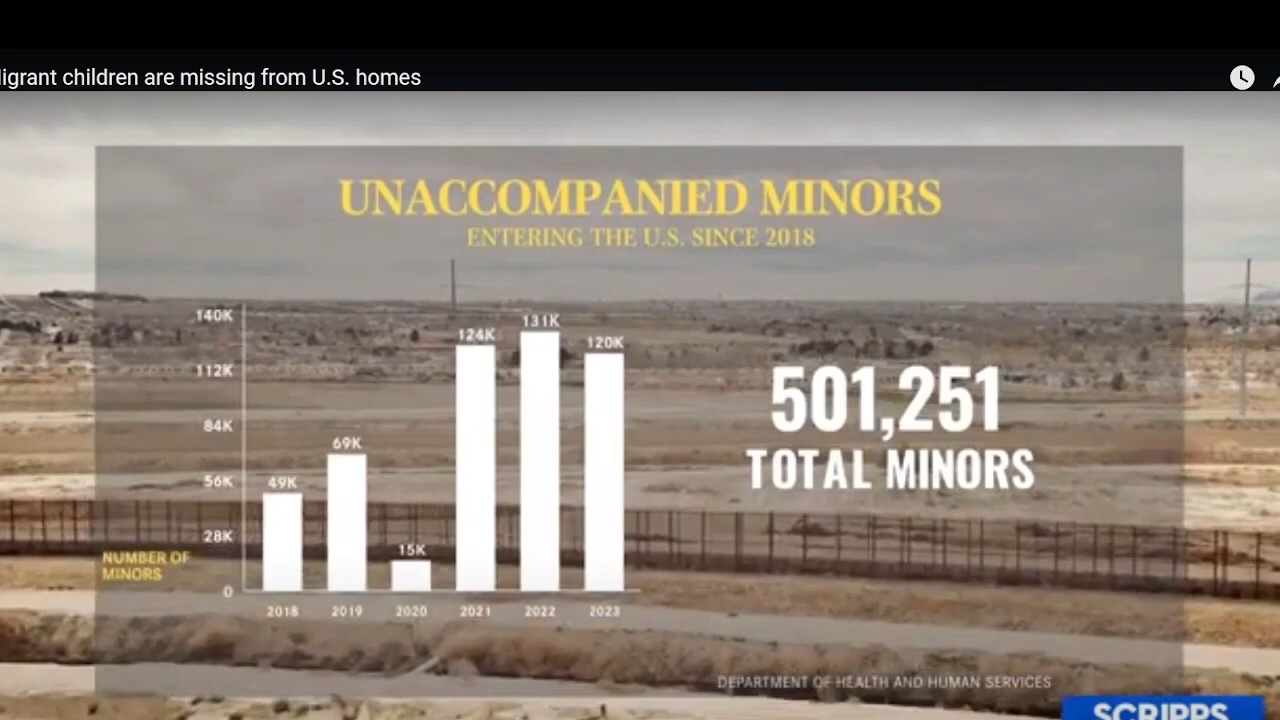 igrant children are missing from U.S. homes
UNACCOMPANIED MINORS
ENTERING THE U.S. SINCE 2018
140K
112K
84K
56K
28K
0
NUMBER OF
MINORS
49K
69K
15K
124K
131K
120K
2018 2019 2020 2021 2022 2023
501,251
TOTAL MINORS
DEPARTMENT OF HEALTH AND HUMAN SERVICES
SCRIPPS